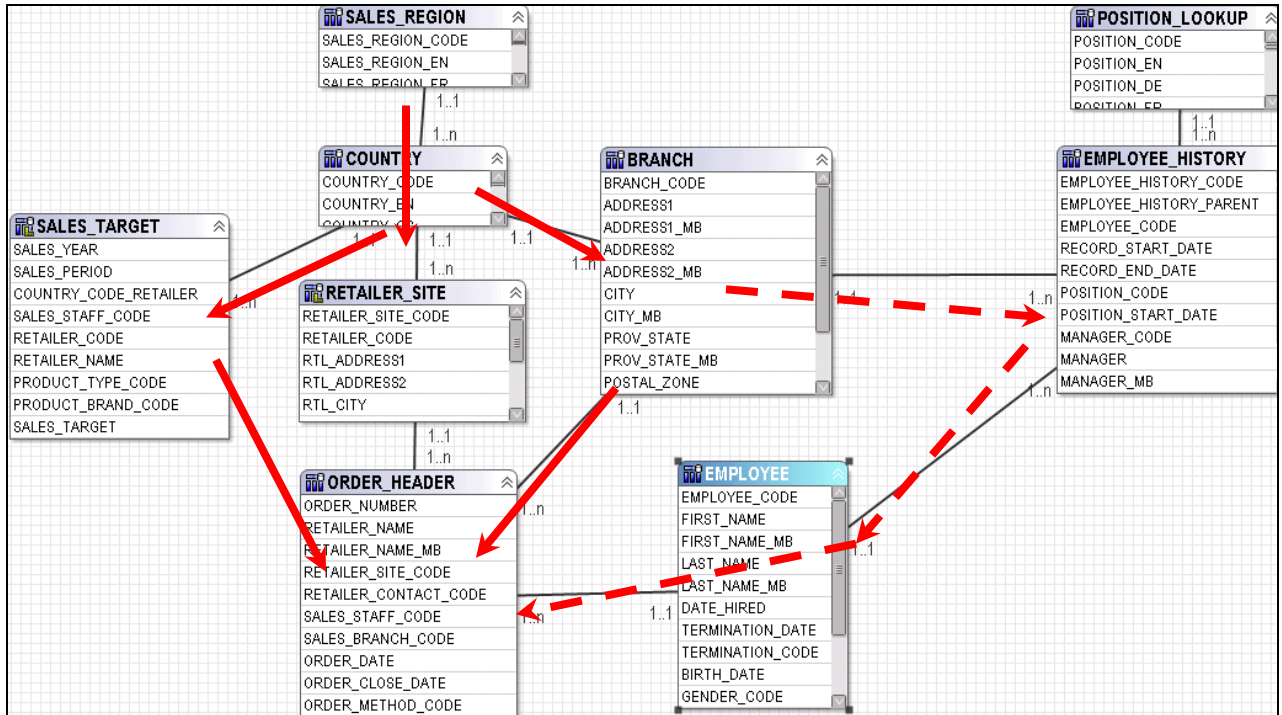 SALES_REGION
SALES_REGION_CODE
SALES_REGION_EN
SALES_REGION_FR
1..1
1..n
POSITION_LOOKUP
POSITION_CODE
POSITION_EN
POSITION_DE
POSITION_FR
1..1
1..n
COUNTRY
COUNTRY_CODE
COUNTRY_EN
1..1
1..1
1..1
1..n
1..n
1..n
BRANCH
BRANCH_CODE
ADDRESS1
ADDRESS1_MB
ADDRESS2
ADDRESS2_MB
CITY
CITY_MB
PROV_STATE
PROV_STATE_MB
POSTAL_ZONE
1..1
1..1
1..n
EMPLOYEE_HISTORY
EMPLOYEE_HISTORY_CODE
EMPLOYEE_HISTORY_PARENT
EMPLOYEE_CODE
RECORD_START_DATE
RECORD_END_DATE
POSITION_CODE
POSITION_START_DATE
MANAGER_CODE
MANAGER
MANAGER_MB
1..n
SALES_TARGET
SALES_YEAR
SALES_PERIOD
COUNTRY_CODE_RETAILER
SALES_STAFF_CODE
RETAILER_CODE
RETAILER_NAME
PRODUCT_TYPE_CODE
PRODUCT_BRAND_CODE
SALES_TARGET
RETAILER_SITE
RETAILER_SITE_CODE
RETAILER_CODE
RTL_ADDRESS1
RTL_ADDRESS2
RTL_CITY
1..1
1..n
ORDER_HEADER
ORDER_NUMBER
RETAILER_NAME
RETAILER_NAME_MB
RETAILER_SITE_CODE
RETAILER_CONTACT_CODE
SALES_STAFF_CODE
SALES_BRANCH_CODE
ORDER_DATE
ORDER_CLOSE_DATE
ORDER_METHOD_CODE
1..n
1..n
1..1
EMPLOYEE
EMPLOYEE_CODE
FIRST_NAME
FIRST_NAME_MB
LAST_NAME
LAST_NAME_MB
DATE_HIRED
TERMINATION_DATE
TERMINATION_CODE
BIRTH_DATE
GENDER_CODE
1..1